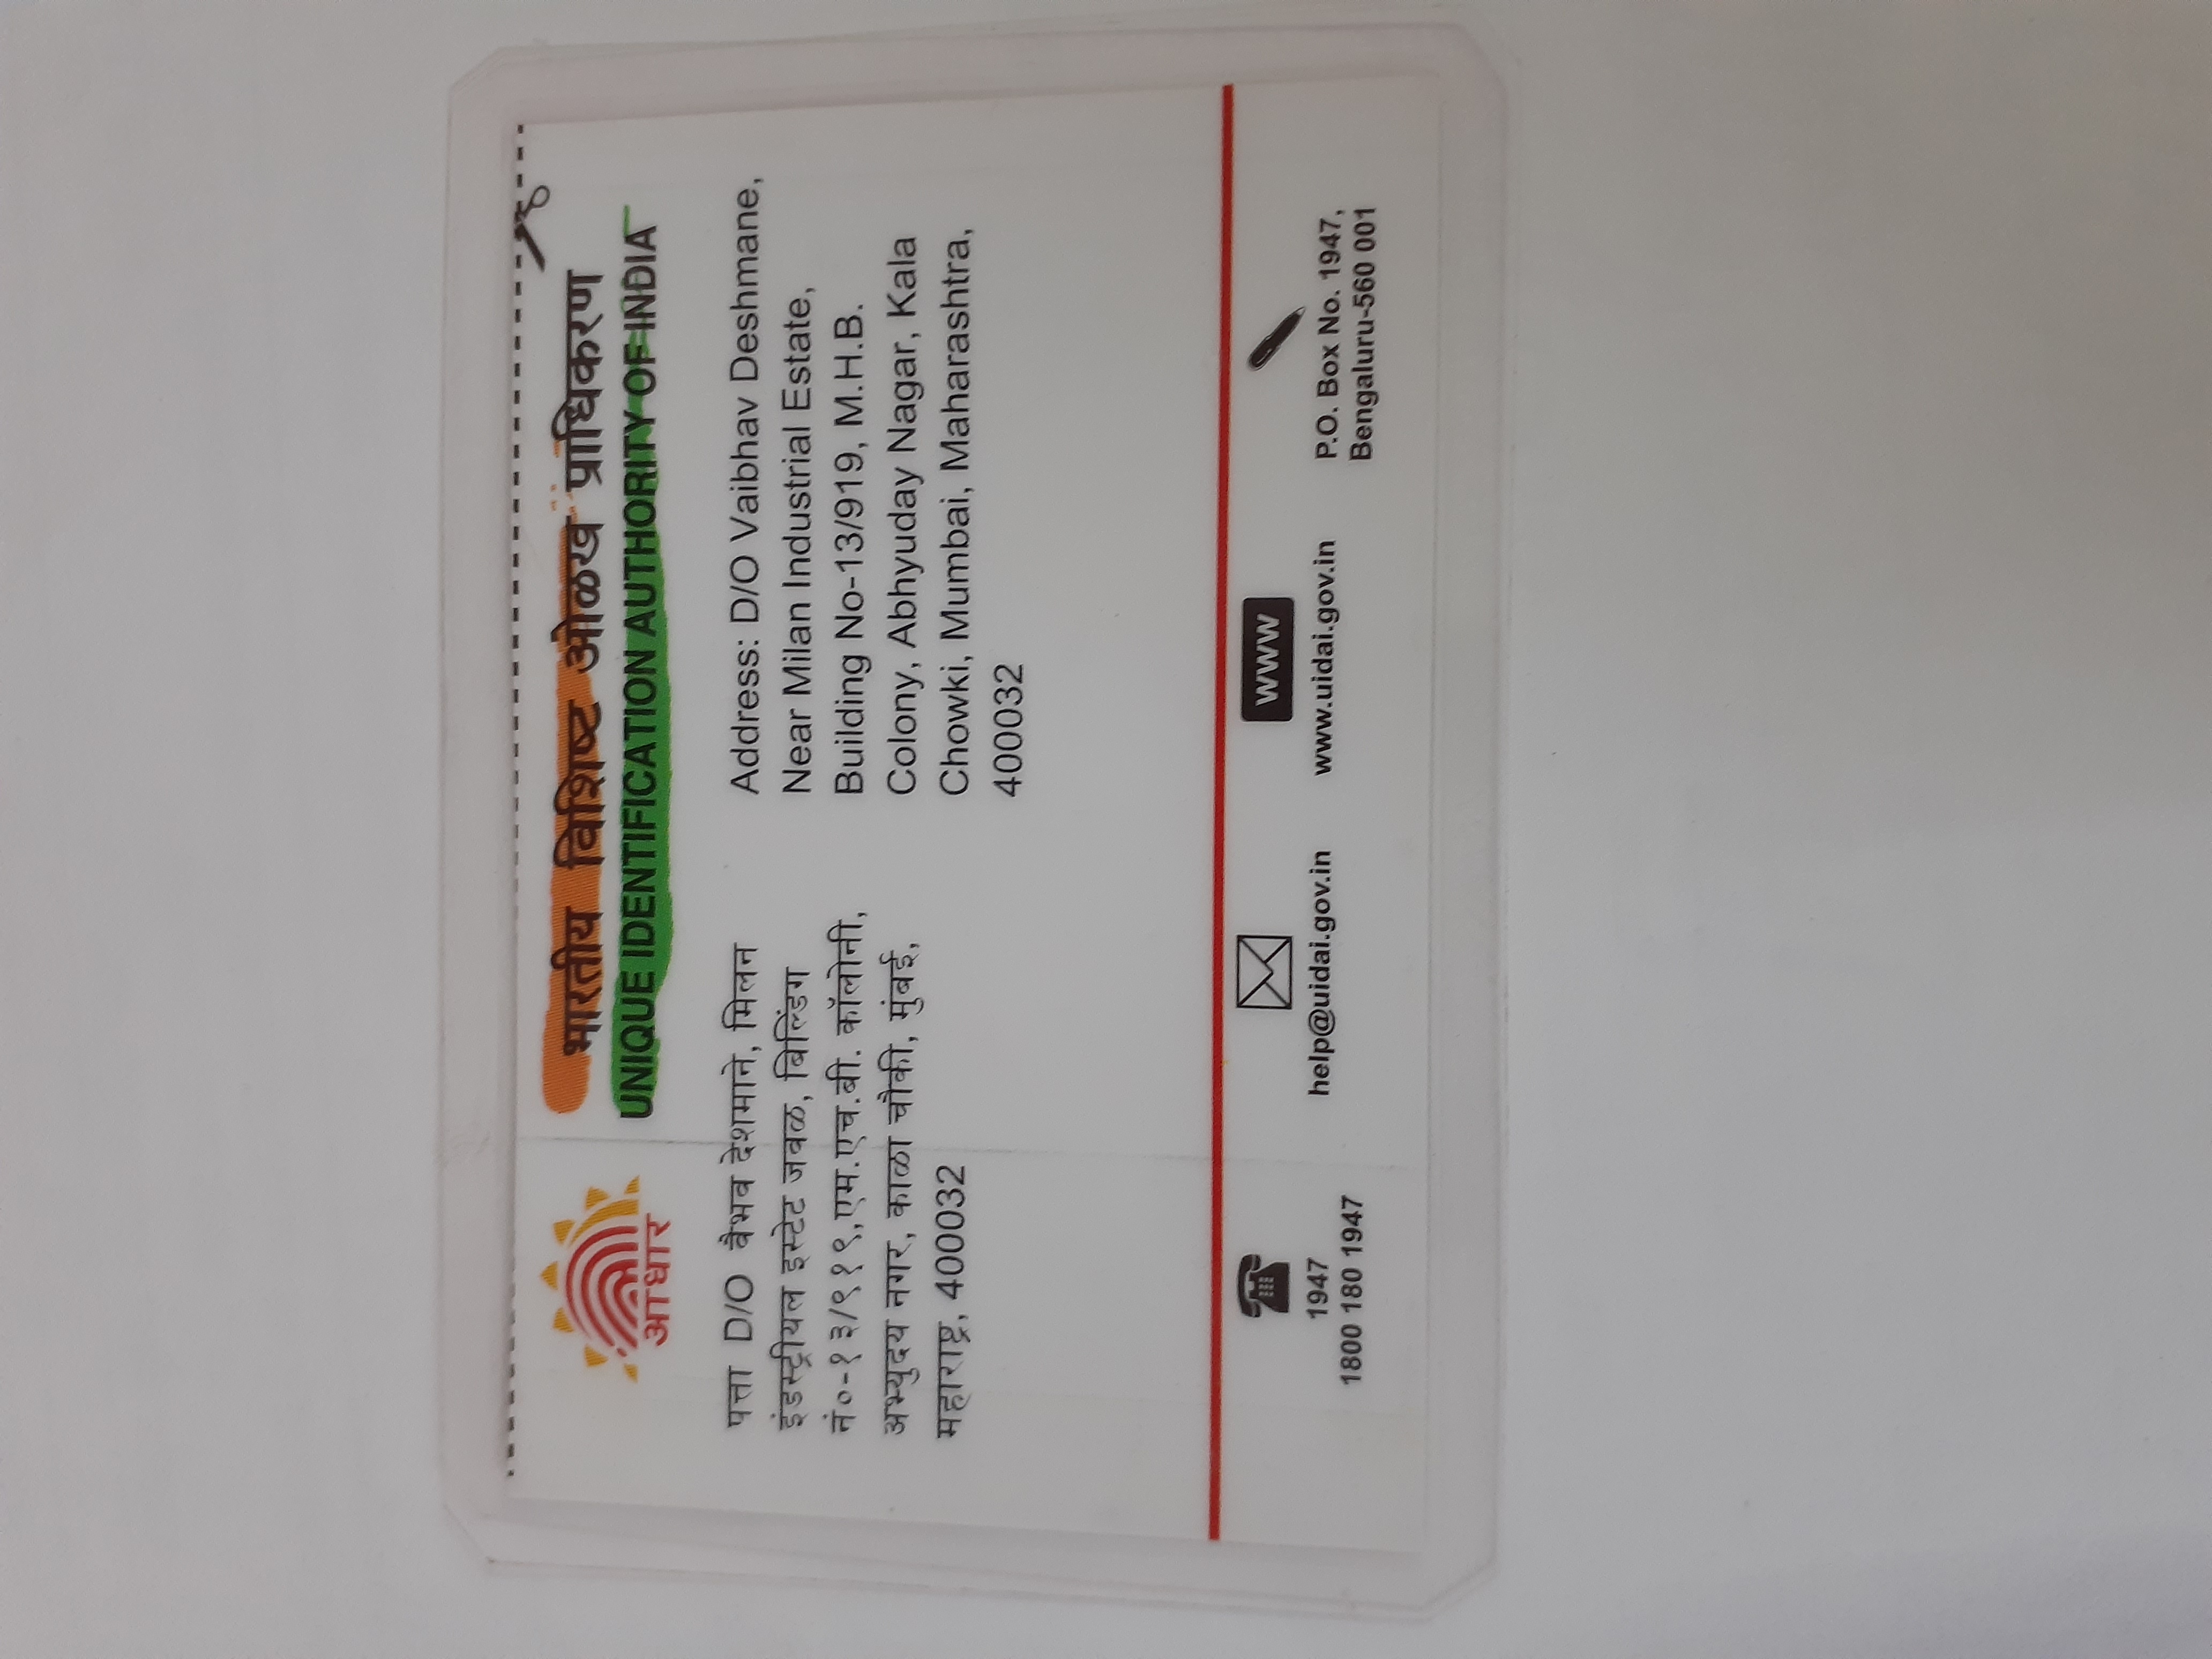 भारतीय विशिष्ट ओळख प्राधिकरण
UNIQUE IDENTIFICATION AUTHORITY OF INDIA
आधार
पत्ता D/O वैभव देशमाने, मिलन
इंडस्ट्रीयल इस्टेट जवळ, बिल्डिंग
नं०-१३/९१९,एम.एच.बी. कॉलोनी,
अभ्युदय नगर, काळा चौकी, मुंबई,
महाराष्ट्र, 400032
Address: D/O Vaibhav Deshmane,
Near Milan Industrial Estate,
Building No-13/919, M.H.B.
Colony, Abhyuday Nagar, Kala
Chowki, Mumbai, Maharashtra,
400032
1947
1800 180 1947
help@uidai.gov.in
WWW
www.uidai.gov.in
P.O. Box No. 1947,
Bengaluru-560 001